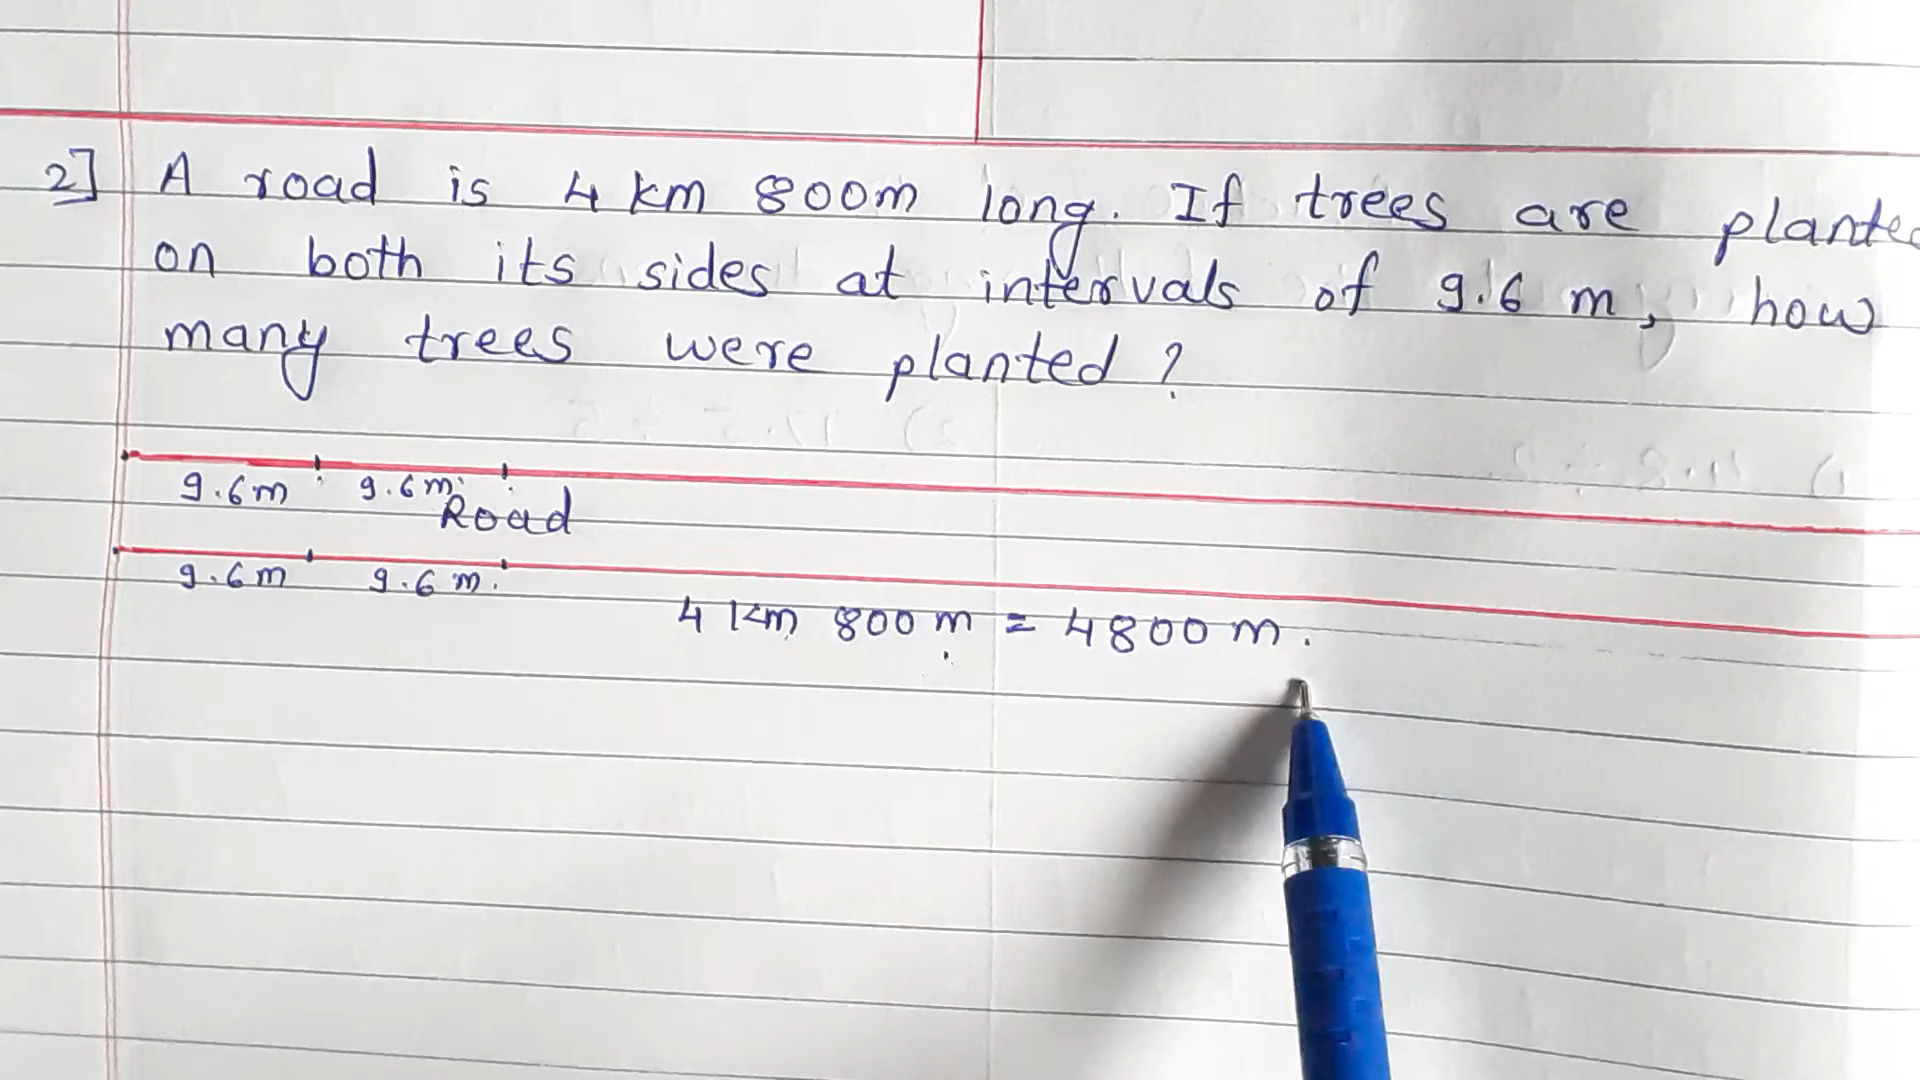 2] A road is 4 km 800m long. If trees are plante
on both its sides at intervals of 9.6 m, how
many trees were planted ?
9.6m 9.6m.
Road
9.6m 9.6 m.
4 km 800 m = 4800 m.